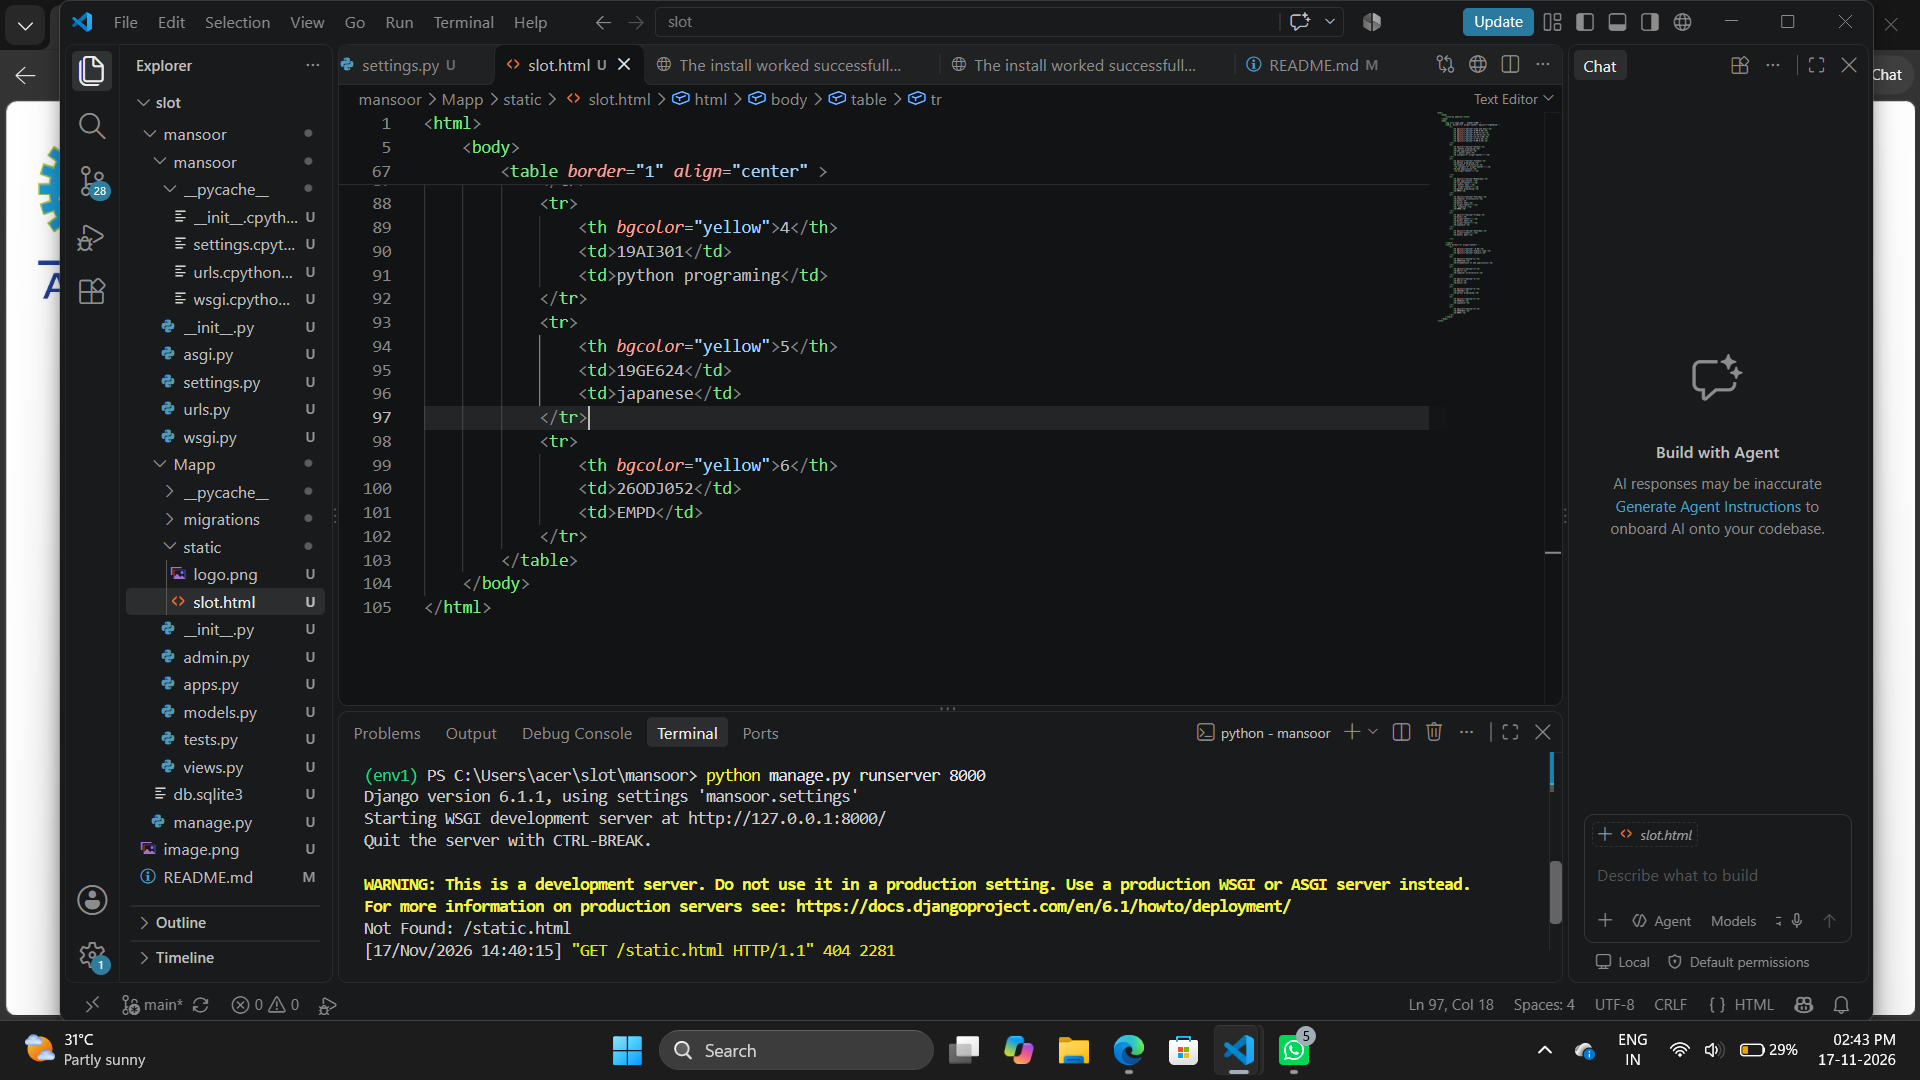 File Edit Selection View Go Run Terminal Help
slot
Update
Explorer
settings.py U
slot.html U
The install worked successfull...
The install worked successfull...
README.md M
Chat
Chat
mansoor > Mapp > static > slot.html > html > body > table > tr
Text Editor
slot
mansoor
mansoor
__pycache__
__init__.cpyth... U
settings.cpyt... U
urls.cpython... U
wsgi.cpytho... U
__init__.py U
asgi.py U
settings.py U
urls.py U
wsgi.py U
Mapp
__pycache__
migrations
static
logo.png U
slot.html U
__init__.py U
admin.py U
apps.py U
models.py U
tests.py U
views.py U
db.sqlite3 U
manage.py U
image.png U
README.md M
Outline
Timeline
28
1
1 <html>
5 <body>
67 <table border="1" align="center" >
88 <tr>
89 <th bgcolor="yellow">4</th>
90 <td>19AI301</td>
91 <td>python programing</td>
92 </tr>
93 <tr>
94 <th bgcolor="yellow">5</th>
95 <td>19GE624</td>
96 <td>japanese</td>
97 </tr>
98 <tr>
99 <th bgcolor="yellow">6</th>
100 <td>26ODJ052</td>
101 <td>EMPD</td>
102 </tr>
103 </table>
104 </body>
105 </html>
Problems Output Debug Console Terminal Ports
python - mansoor
(env1) PS C:\Users\acer\slot\mansoor> python manage.py runserver 8000
Django version 6.1.1, using settings 'mansoor.settings'
Starting WSGI development server at http://127.0.0.1:8000/
Quit the server with CTRL-BREAK.
WARNING: This is a development server. Do not use it in a production setting. Use a production WSGI or ASGI server instead.
For more information on production servers see: https://docs.djangoproject.com/en/6.1/howto/deployment/
Not Found: /static.html
[17/Nov/2026 14:40:15] "GET /static.html HTTP/1.1" 404 2281
Build with Agent
AI responses may be inaccurate
Generate Agent Instructions to
onboard AI onto your codebase.
slot.html
Describe what to build
Agent Models
Local Default permissions
main* 0 0
Ln 97, Col 18 Spaces: 4 UTF-8 CRLF { } HTML
31°C
Partly sunny
Search
5
ENG
IN
29%
02:43 PM
17-11-2026